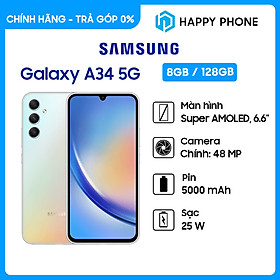 CHÍNH HÃNG - TRẢ GÓP 0%
HAPPY PHONE
SAMSUNG
Galaxy A34 5G
8GB / 128GB
Màn hình
Super AMOLED, 6.6"
Camera
Chính: 48 MP
Pin
5000 mAh
Sạc
25 W
SAMSUNG